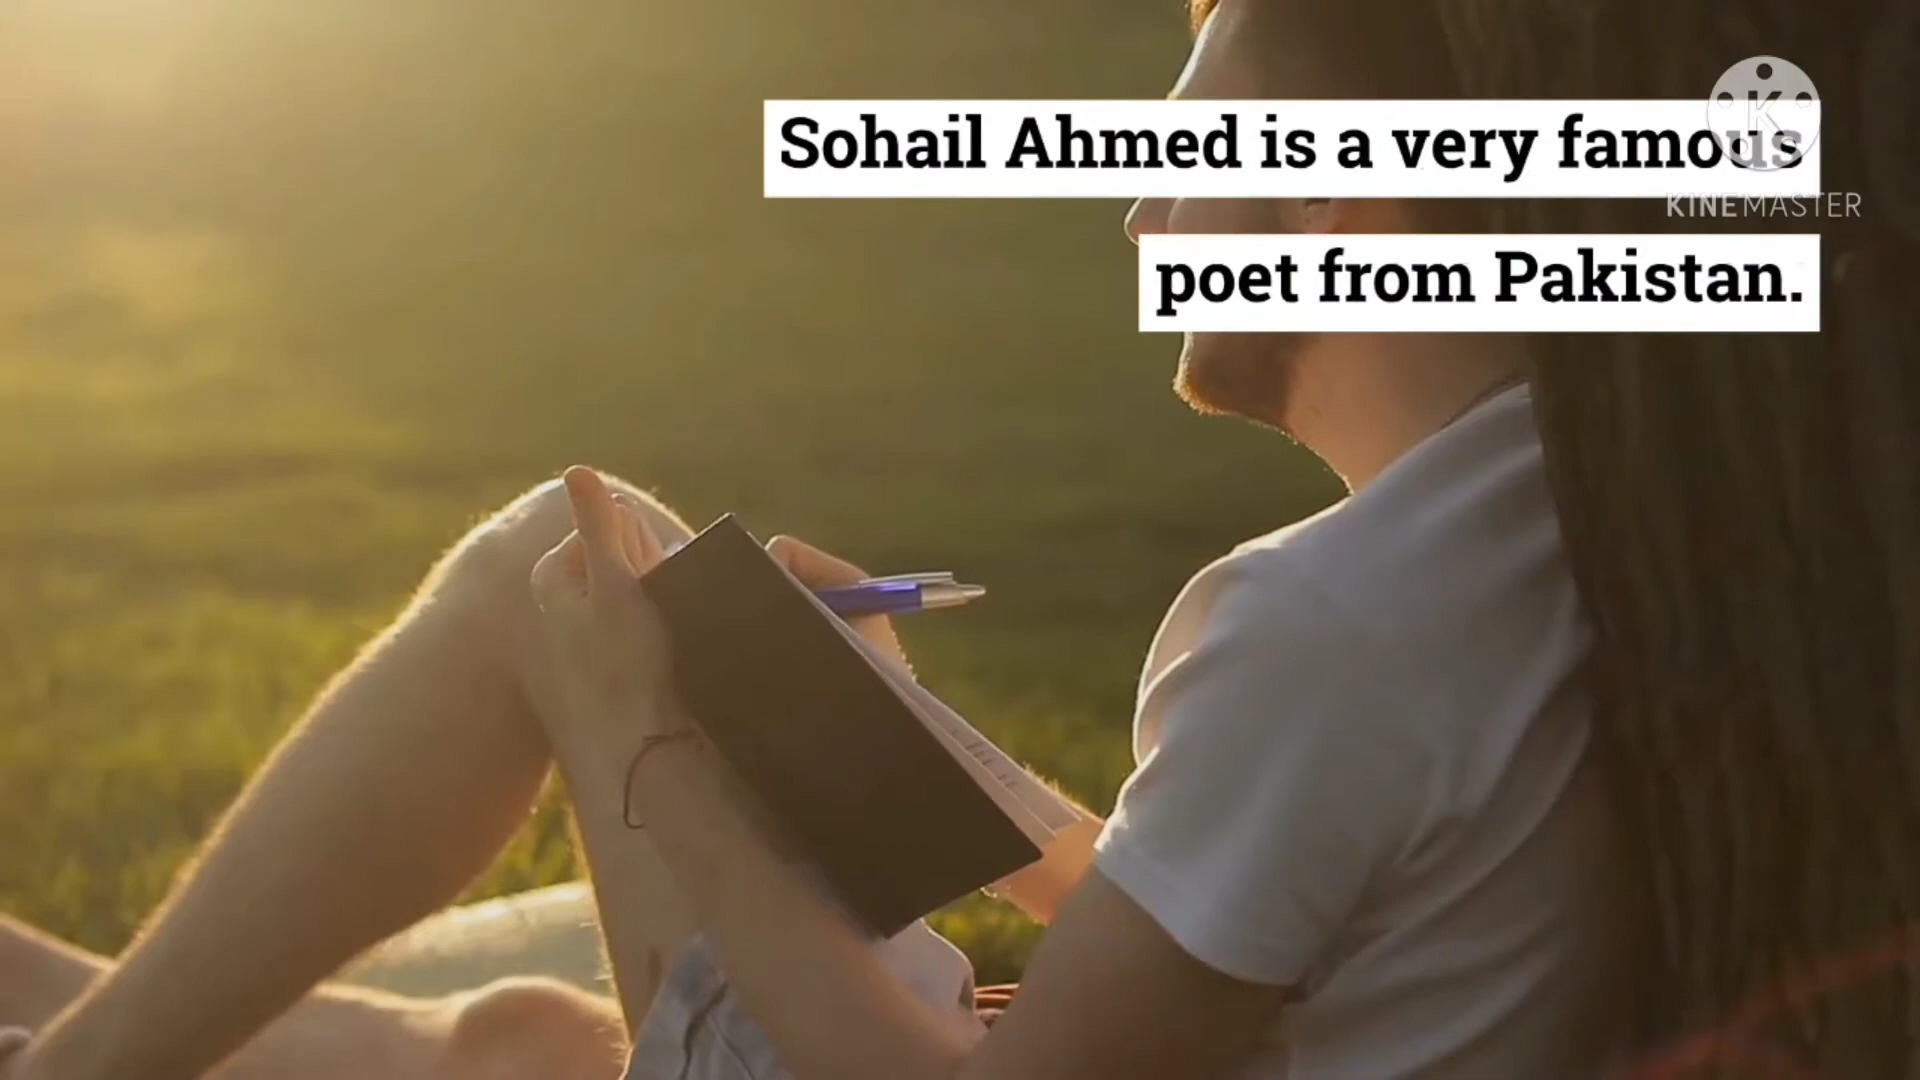 Sohail Ahmed is a very famous
poet from Pakistan.
K
KINEMASTER